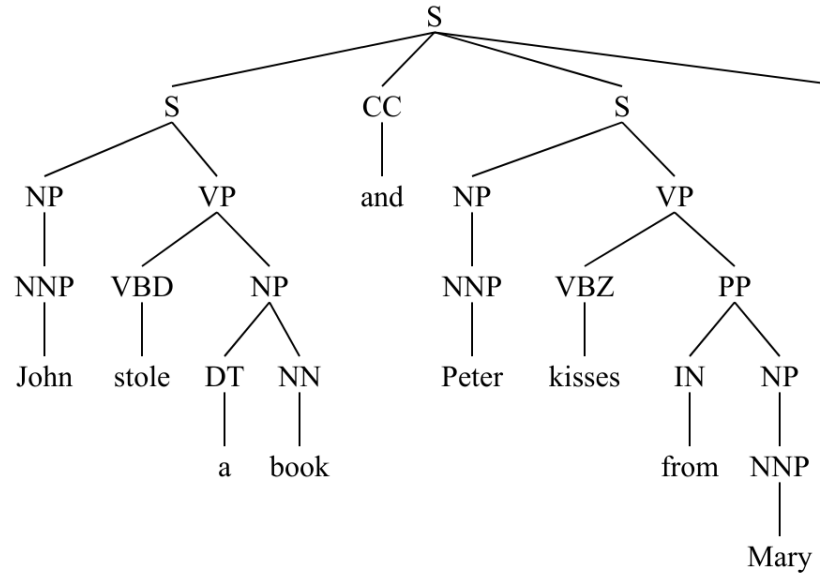 S
S CC S
NP VP and NP VP
NNP VBD NP NNP VBZ PP
John stole DT NN Peter kisses IN NP
a book from NNP
Mary